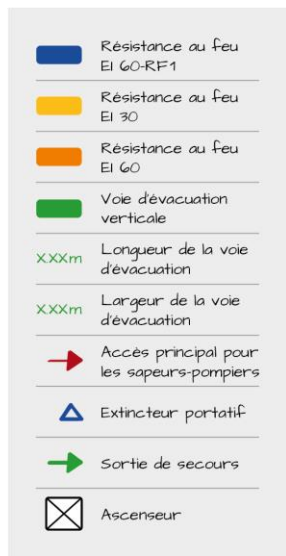 Résistance au feu
EI 60-RF1
Résistance au feu
EI 30
Résistance au feu
EI 60
Voie d'évacuation
verticale
XXXm Longueur de la voie
d'évacuation
XXXm Largeur de la voie
d'évacuation
Accès principal pour
les sapeurs-pompiers
Extincteur portatif
Sortie de secours
Ascenseur